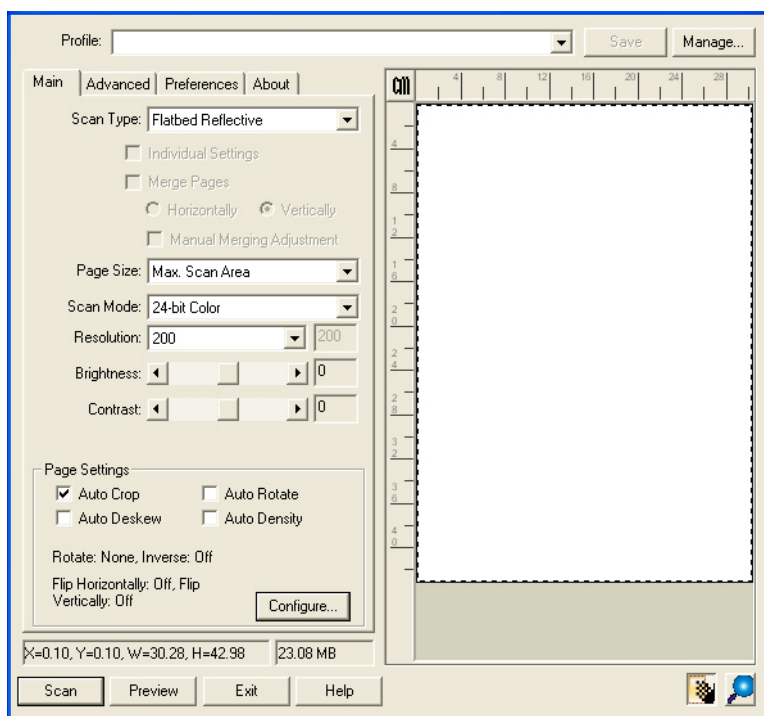 Profile:
Save
Manage...
Main
Advanced
Preferences
About
Scan Type: Flatbed Reflective
Individual Settings
Merge Pages
Horizontally Vertically
Manual Merging Adjustment
Page Size: Max. Scan Area
Scan Mode: 24-bit Color
Resolution: 200 200
Brightness: 0
Contrast: 0
Page Settings
Auto Crop Auto Rotate
Auto Deskew Auto Density
Rotate: None, Inverse: Off
Flip Horizontally: Off, Flip
Vertically: Off
Configure...
X=0.10, Y=0.10, W=30.28, H=42.98 23.08 MB
Scan Preview Exit Help
cm
4 8 12 16 20 24 28
4
8
12
16
20
24
28
32
36
40